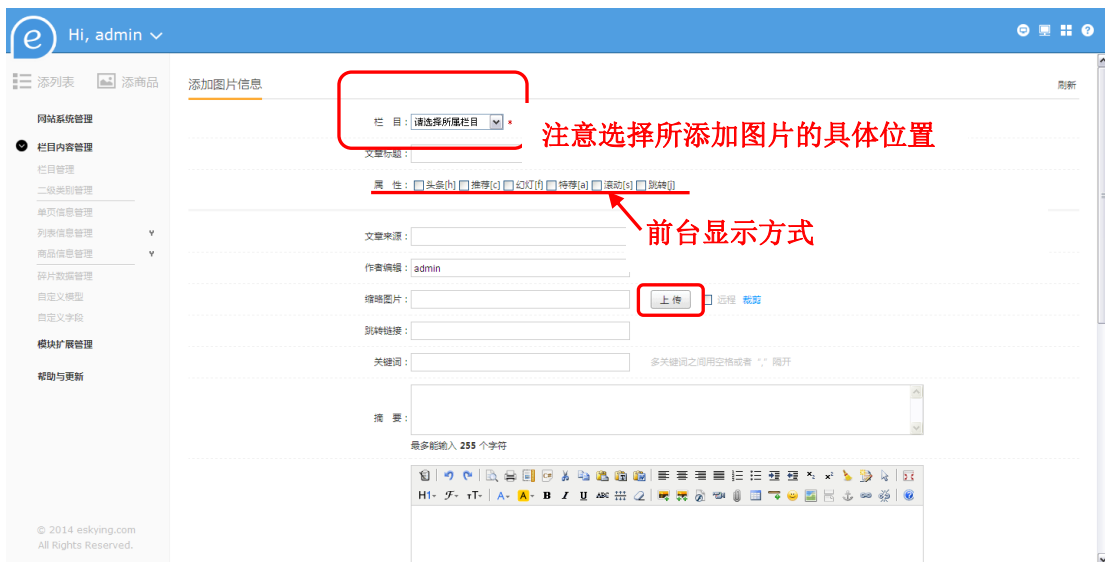 e Hi, admin
添列表 添商品
添加图片信息 刷新
网站系统管理
栏目内容管理
栏目管理
二级类别管理
单页信息管理
列表信息管理
商品信息管理
碎片数据管理
自定义模型
自定义字段
模块扩展管理
帮助与更新
© 2014 eskying.com
All Rights Reserved.
栏 目：请选择所属栏目 *
注意选择所添加图片的具体位置
文章标题：
属 性： 头条[h] 推荐[c] 幻灯[f] 特荐[a] 滚动[s] 跳转[j]
前台显示方式
文章来源：
作者编辑：admin
缩略图片： 上传 远程 裁剪
跳转链接：
关键词： 多关键词之间用空格或者 "," 隔开
摘 要：
最多能输入 255 个字符
H1 F тT A A B I U ABC